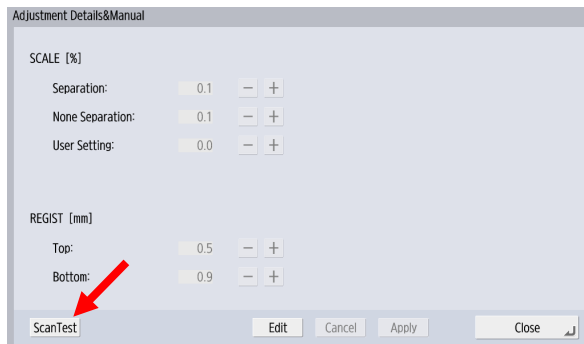 Adjustment Details&Manual
SCALE [%]
Separation: 0.1 − +
None Separation: 0.1 − +
User Setting: 0.0 − +
REGIST [mm]
Top: 0.5 − +
Bottom: 0.9 − +
ScanTest Edit Cancel Apply Close